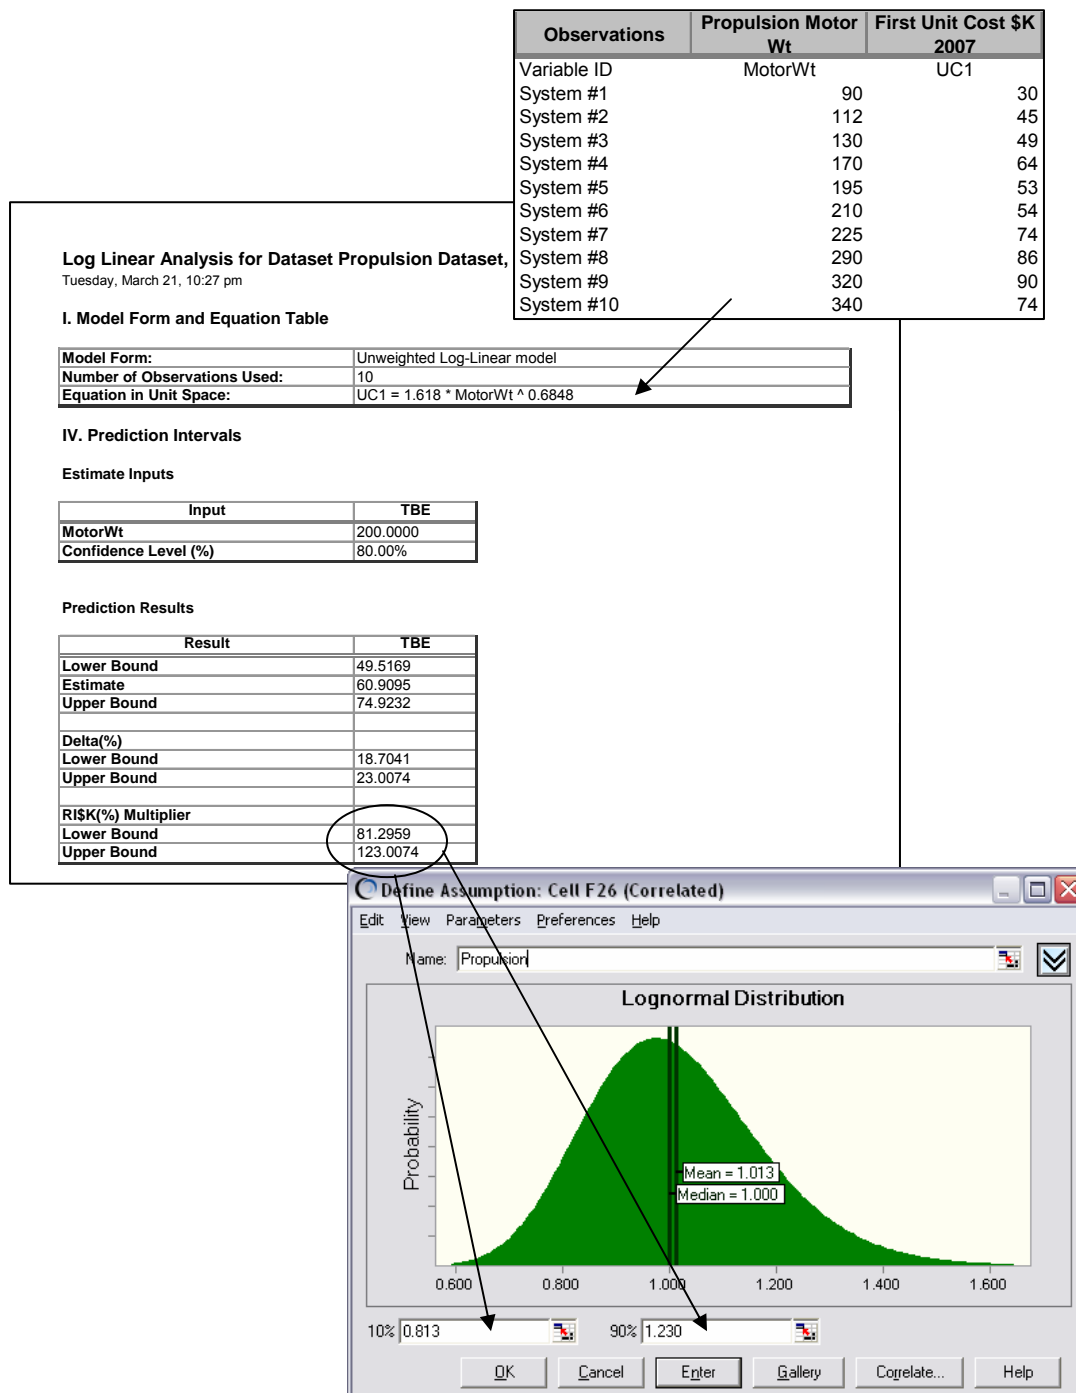 Observations Propulsion Motor Wt First Unit Cost $K 2007
Variable ID MotorWt UC1
System #1 90 30
System #2 112 45
System #3 130 49
System #4 170 64
System #5 195 53
System #6 210 54
System #7 225 74
System #8 290 86
System #9 320 90
System #10 340 74
Log Linear Analysis for Dataset Propulsion Dataset,
Tuesday, March 21, 10:27 pm
I. Model Form and Equation Table
Model Form: Unweighted Log-Linear model
Number of Observations Used: 10
Equation in Unit Space: UC1 = 1.618 * MotorWt ^ 0.6848
IV. Prediction Intervals
Estimate Inputs
Input TBE
MotorWt 200.0000
Confidence Level (%) 80.00%
Prediction Results
Result TBE
Lower Bound 49.5169
Estimate 60.9095
Upper Bound 74.9232
Delta(%)
Lower Bound 18.7041
Upper Bound 23.0074
RI$K(%) Multiplier
Lower Bound 81.2959
Upper Bound 123.0074
Define Assumption: Cell F26 (Correlated)
Edit View Parameters Preferences Help
Name: Propulsion
Lognormal Distribution
Probability
Mean = 1.013
Median = 1.000
0.600 0.800 1.000 1.200 1.400 1.600
10% 0.813 90% 1.230
OK Cancel Enter Gallery Correlate... Help